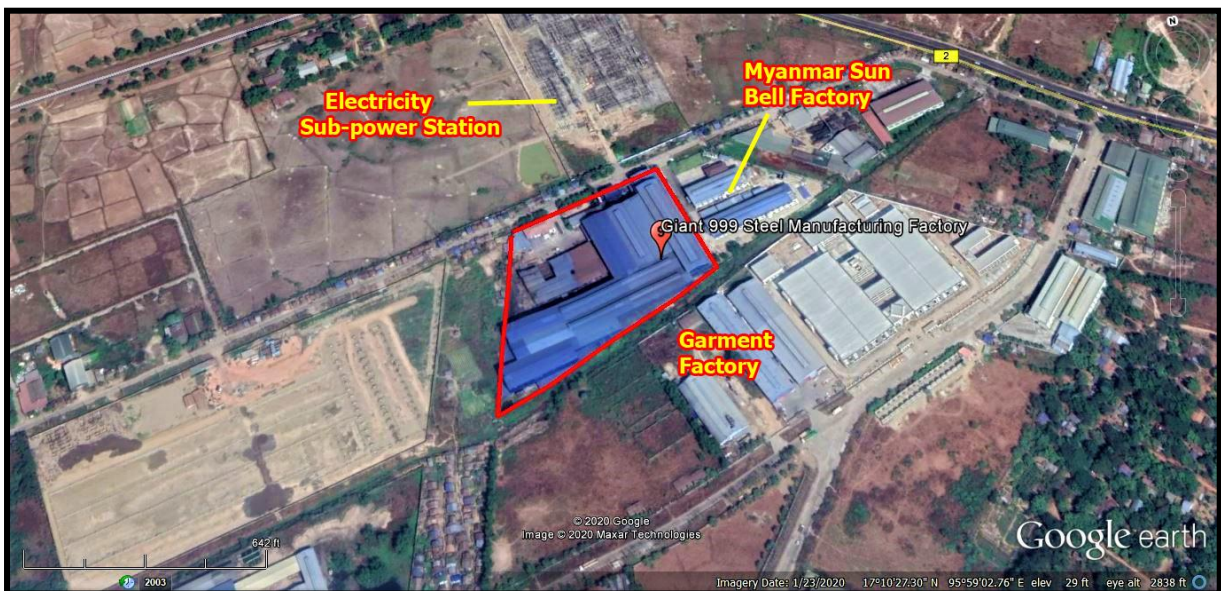 N
2
Myanmar Sun
Bell Factory
Electricity
Sub-power Station
Giant 999 Steel Manufacturing Factory
Garment
Factory
© 2020 Google
Image © 2020 Maxar Technologies
Google earth
642 ft
2003
Imagery Date: 1/23/2020 17°10'27.30" N 95°59'02.76" E elev 29 ft eye alt 2838 ft